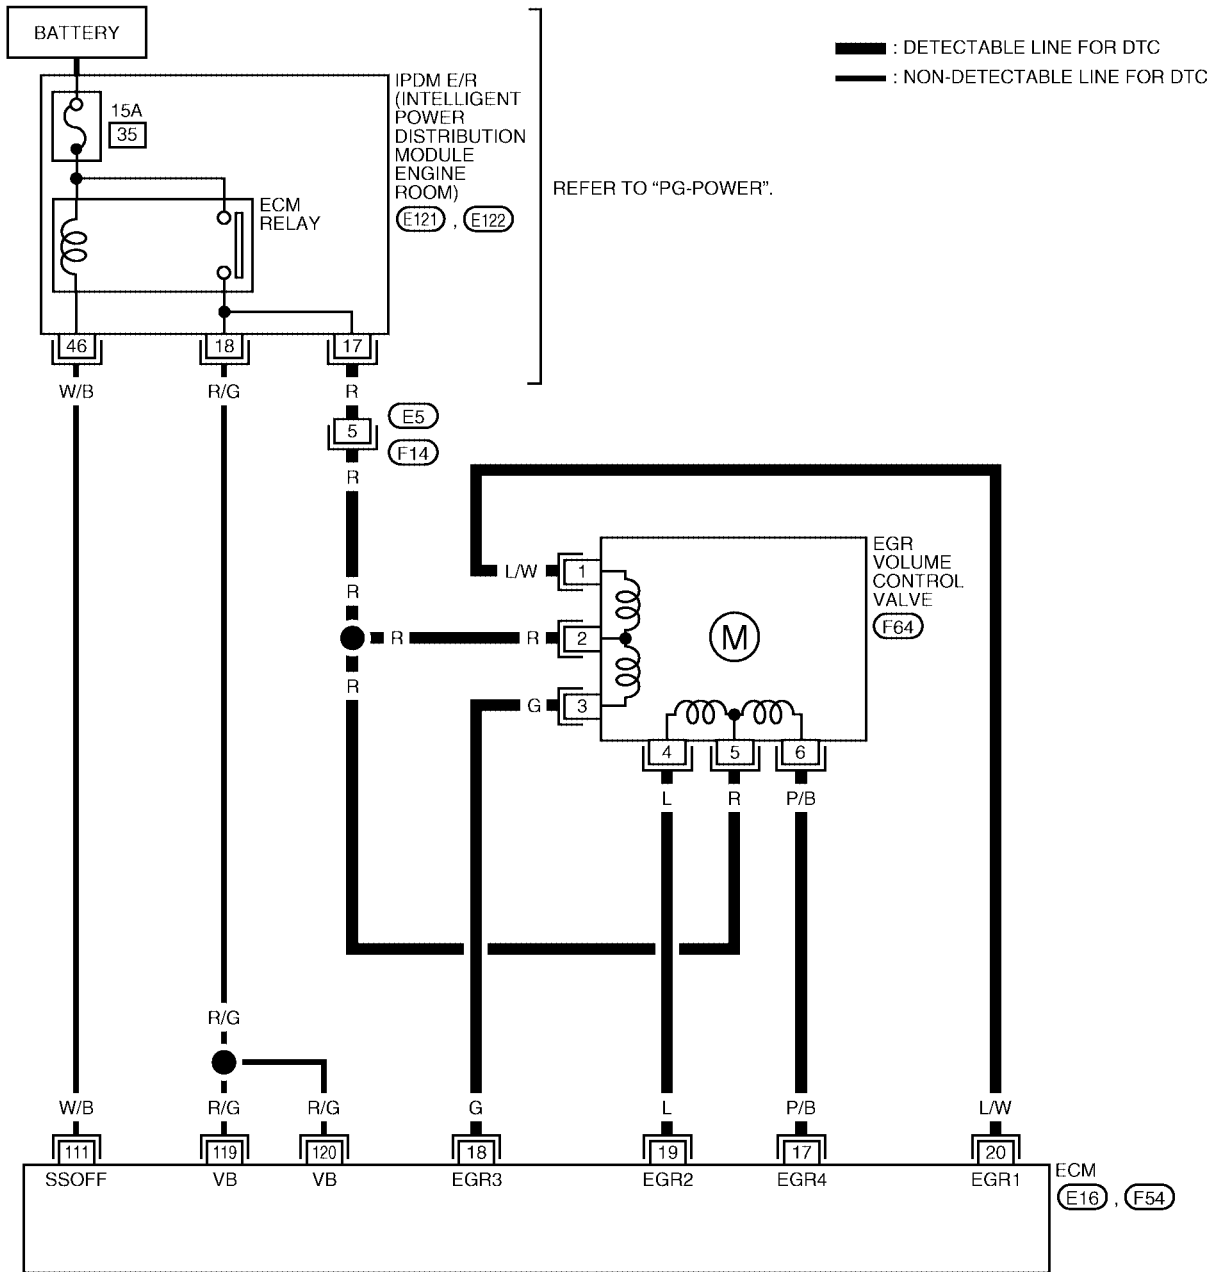 BATTERY
: DETECTABLE LINE FOR DTC
: NON-DETECTABLE LINE FOR DTC
15A
35
IPDM E/R
(INTELLIGENT
POWER
DISTRIBUTION
MODULE
ENGINE
ROOM)
E121 , E122
REFER TO “PG-POWER”.
ECM
RELAY
46 18 17
W/B R/G R
5
E5
F14
R
L/W 1
R
R R 2
R
G 3
M
EGR
VOLUME
CONTROL
VALVE
F64
4 5 6
L R P/B
R/G
W/B R/G R/G G L P/B L/W
111 119 120 18 19 17 20
SSOFF VB VB EGR3 EGR2 EGR4 EGR1
ECM
E16 , F54